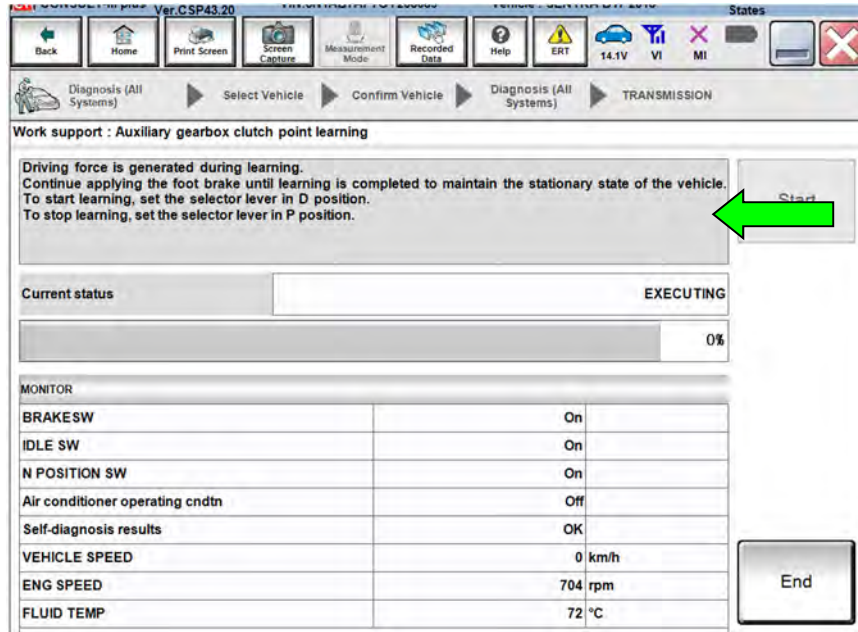 Ver.CSP43.20
States
Back
Home
Print Screen
Screen Capture
Measurement Mode
Recorded Data
Help
ERT
14.1V
VI
MI
Diagnosis (All Systems)
Select Vehicle
Confirm Vehicle
Diagnosis (All Systems)
TRANSMISSION
Work support : Auxiliary gearbox clutch point learning
Driving force is generated during learning.
Continue applying the foot brake until learning is completed to maintain the stationary state of the vehicle.
To start learning, set the selector lever in D position.
To stop learning, set the selector lever in P position.
Start
Current status EXECUTING
0%
MONITOR
BRAKESW On
IDLE SW On
N POSITION SW On
Air conditioner operating cndtn Off
Self-diagnosis results OK
VEHICLE SPEED 0 km/h
ENG SPEED 704 rpm
FLUID TEMP 72 °C
End